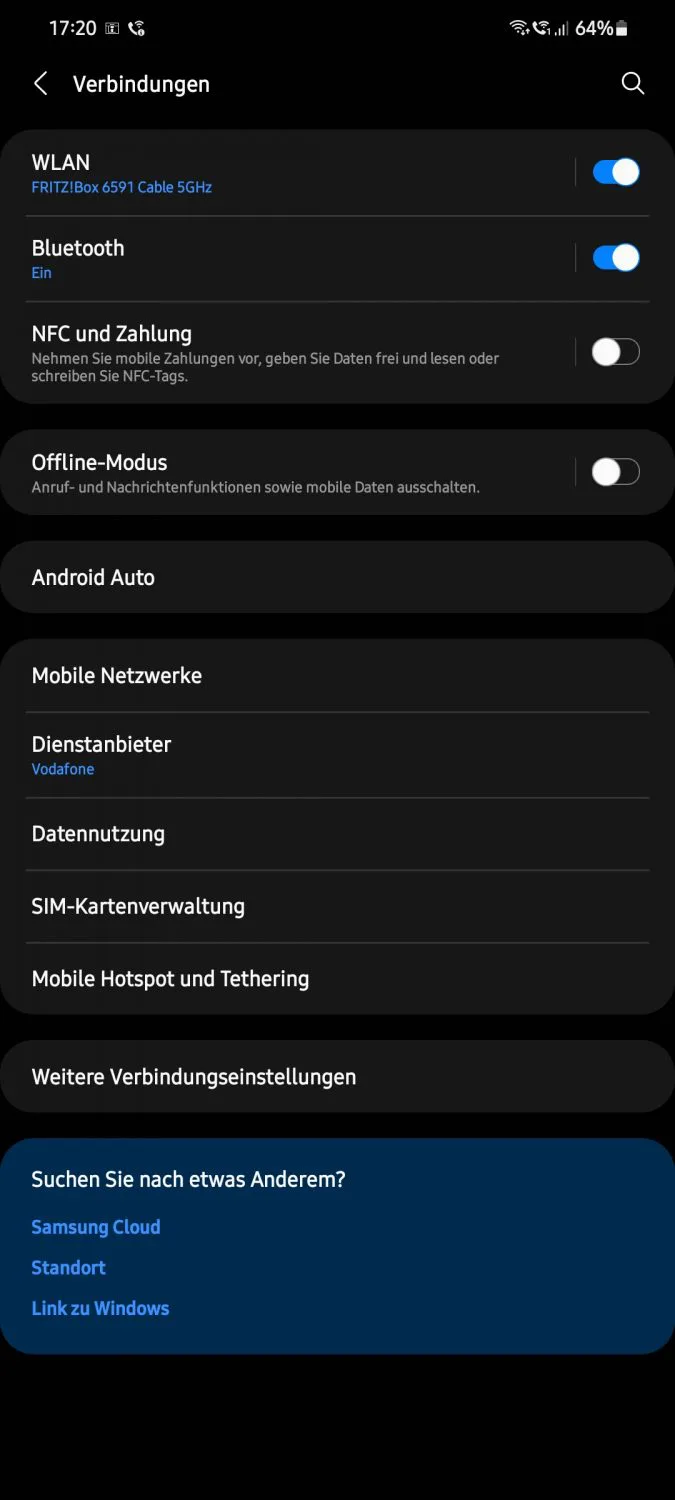 17:20 64%
Verbindungen
WLAN
FRITZ!Box 6591 Cable 5GHz
Bluetooth
Ein
NFC und Zahlung
Nehmen Sie mobile Zahlungen vor, geben Sie Daten frei und lesen oder
schreiben Sie NFC-Tags.
Offline-Modus
Anruf- und Nachrichtenfunktionen sowie mobile Daten ausschalten.
Android Auto
Mobile Netzwerke
Dienstanbieter
Vodafone
Datennutzung
SIM-Kartenverwaltung
Mobile Hotspot und Tethering
Weitere Verbindungseinstellungen
Suchen Sie nach etwas Anderem?
Samsung Cloud
Standort
Link zu Windows